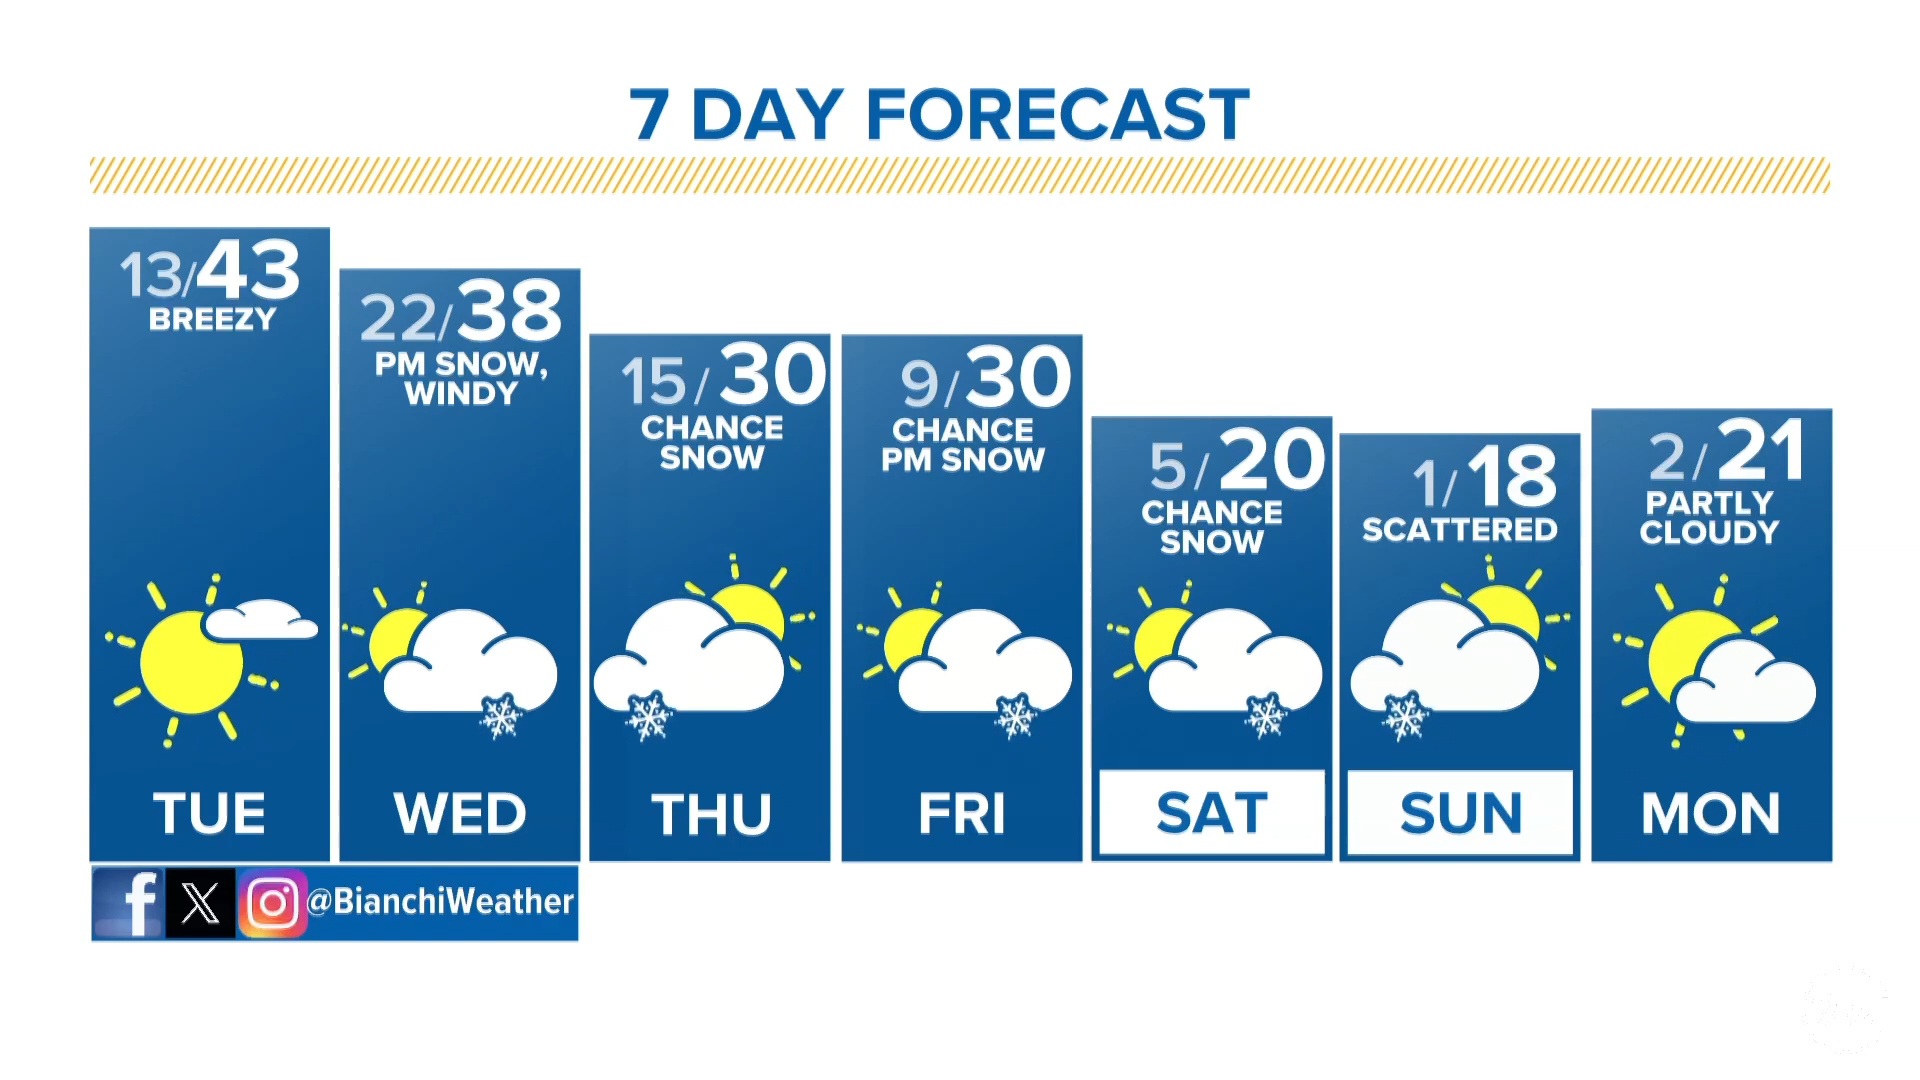 7 DAY FORECAST
13/43
BREEZY
TUE
22/38
PM SNOW,
WINDY
WED
15/30
CHANCE
SNOW
THU
9/30
CHANCE
PM SNOW
FRI
5/20
CHANCE
SNOW
SAT
1/18
SCATTERED
SUN
2/21
PARTLY
CLOUDY
MON
@BianchiWeather